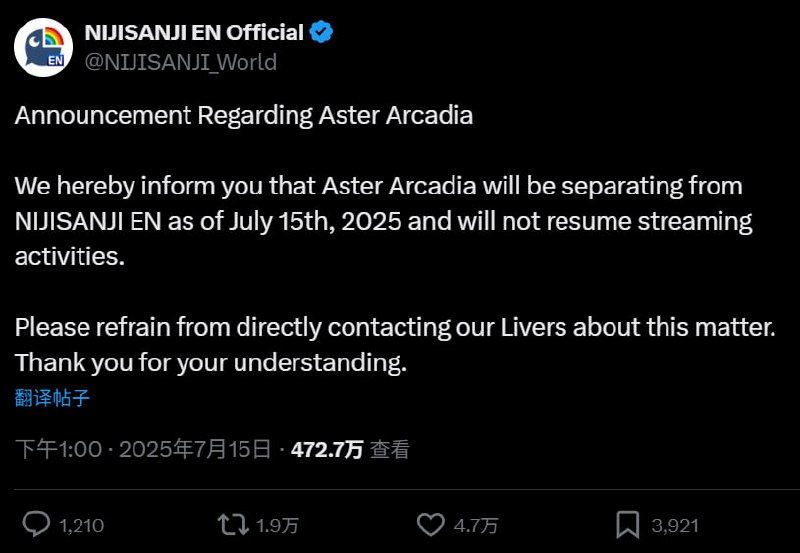 NIJISANJI EN Official
EN
@NIJISANJI_World
Announcement Regarding Aster Arcadia
We hereby inform you that Aster Arcadia will be separating from
NIJISANJI EN as of July 15th, 2025 and will not resume streaming
activities.
Please refrain from directly contacting our Livers about this matter.
Thank you for your understanding.
翻译帖子
下午1:00 · 2025年7月15日 · 472.7万 查看
1,210 1.9万 4.7万 3,921